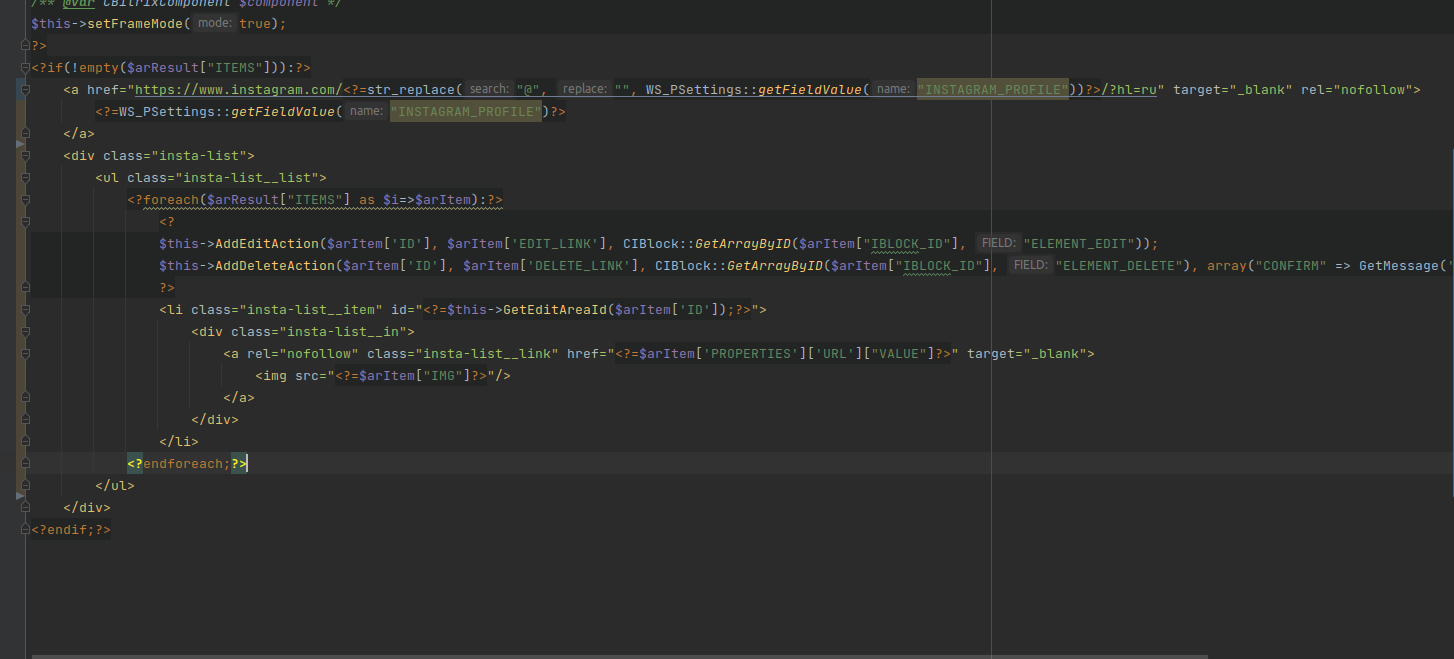 /** @var CBitrixComponent $component */
$this->setFrameMode( mode: true);
?>
<?if(!empty($arResult["ITEMS"])):?>
<a href="https://www.instagram.com/<?=str_replace( search: "@", replace: "", WS_PSettings::getFieldValue( name: "INSTAGRAM_PROFILE"))?>/?hl=ru" target="_blank" rel="nofollow">
<?=WS_PSettings::getFieldValue( name: "INSTAGRAM_PROFILE")?>
</a>
<div class="insta-list">
<ul class="insta-list__list">
<?foreach($arResult["ITEMS"] as $i=>$arItem):?>
<?
$this->AddEditAction($arItem['ID'], $arItem['EDIT_LINK'], CIBlock::GetArrayByID($arItem["IBLOCK_ID"], FIELD: "ELEMENT_EDIT"));
$this->AddDeleteAction($arItem['ID'], $arItem['DELETE_LINK'], CIBlock::GetArrayByID($arItem["IBLOCK_ID"], FIELD: "ELEMENT_DELETE"), array("CONFIRM" => GetMessage('
?>
<li class="insta-list__item" id="<?=$this->GetEditAreaId($arItem['ID']);?>">
<div class="insta-list__in">
<a rel="nofollow" class="insta-list__link" href="<?=$arItem['PROPERTIES']['URL']["VALUE"]?>" target="_blank">
<img src="<?=$arItem["IMG"]?>"/>
</a>
</div>
</li>
<?endforeach;?>
</ul>
</div>
<?endif;?>